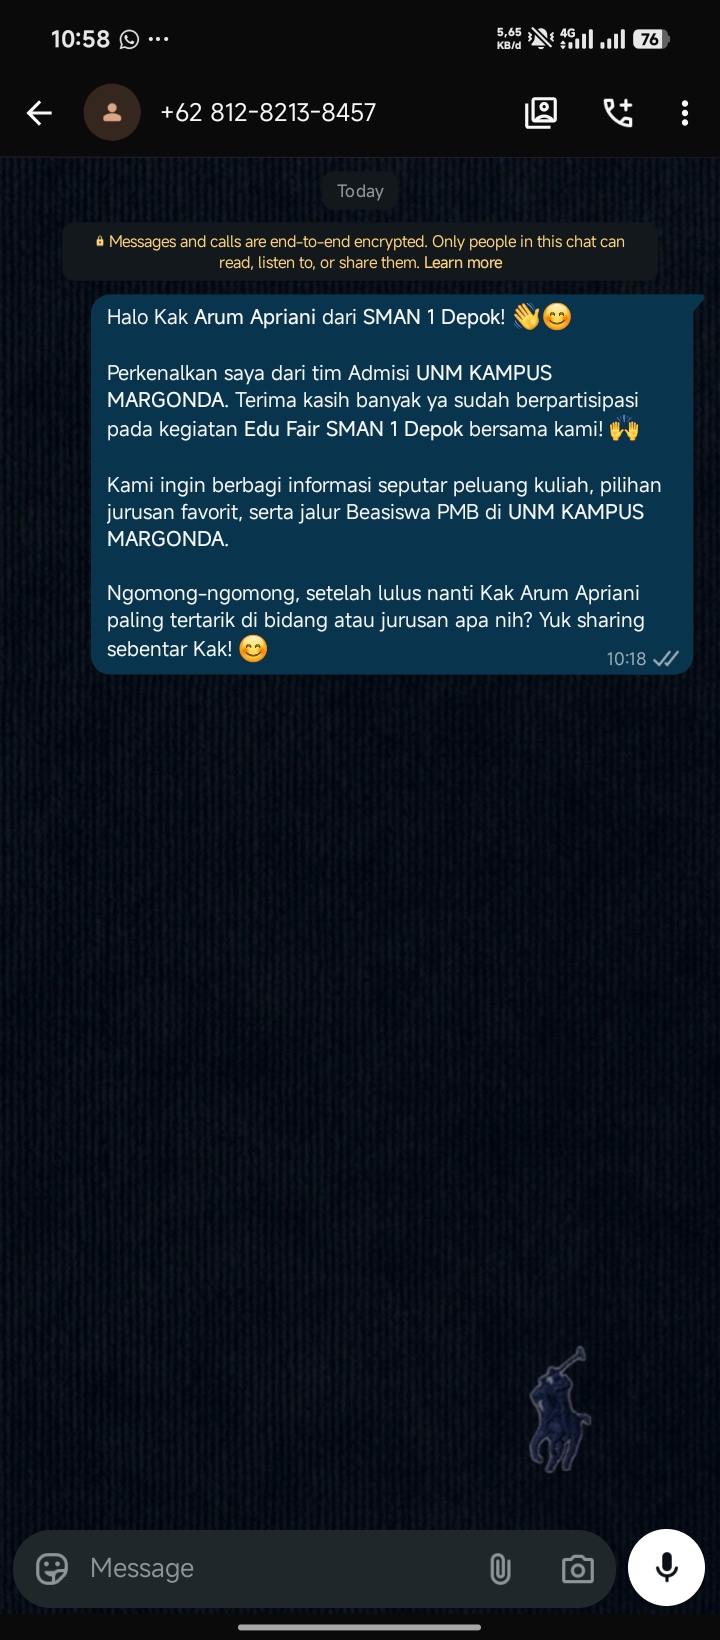 10:58
5,65
KB/d
4G
76
+62 812-8213-8457
Today
Messages and calls are end-to-end encrypted. Only people in this chat can
read, listen to, or share them. Learn more
Halo Kak Arum Apriani dari SMAN 1 Depok! 👋😊
Perkenalkan saya dari tim Admisi UNM KAMPUS
MARGONDA. Terima kasih banyak ya sudah berpartisipasi
pada kegiatan Edu Fair SMAN 1 Depok bersama kami! 🙌
Kami ingin berbagi informasi seputar peluang kuliah, pilihan
jurusan favorit, serta jalur Beasiswa PMB di UNM KAMPUS
MARGONDA.
Ngomong-ngomong, setelah lulus nanti Kak Arum Apriani
paling tertarik di bidang atau jurusan apa nih? Yuk sharing
sebentar Kak! 😊
10:18
Message